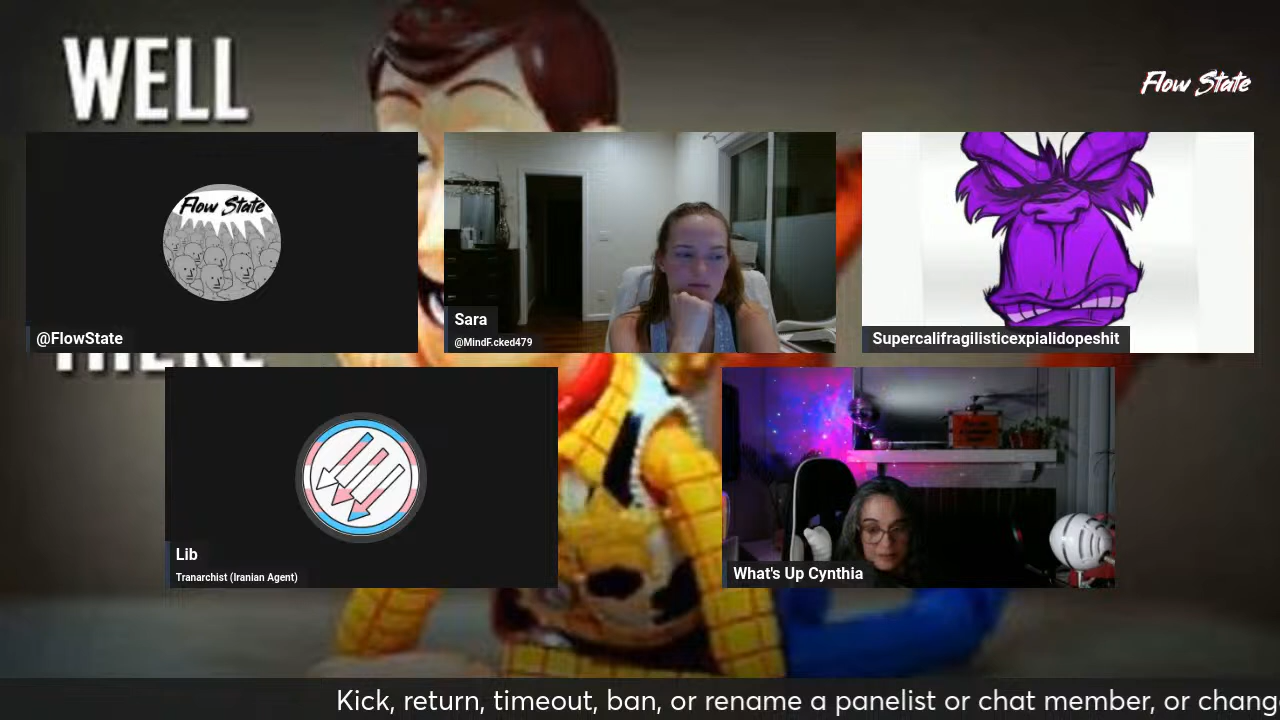 WELL
Flow State
Flow State
@FlowState
Sara
@MindF.cked479
Supercalifragilisticexpialidopeshit
Lib
Tranarchist (Iranian Agent)
What's Up Cynthia
Kick, return, timeout, ban, or rename a panelist or chat member, or chang